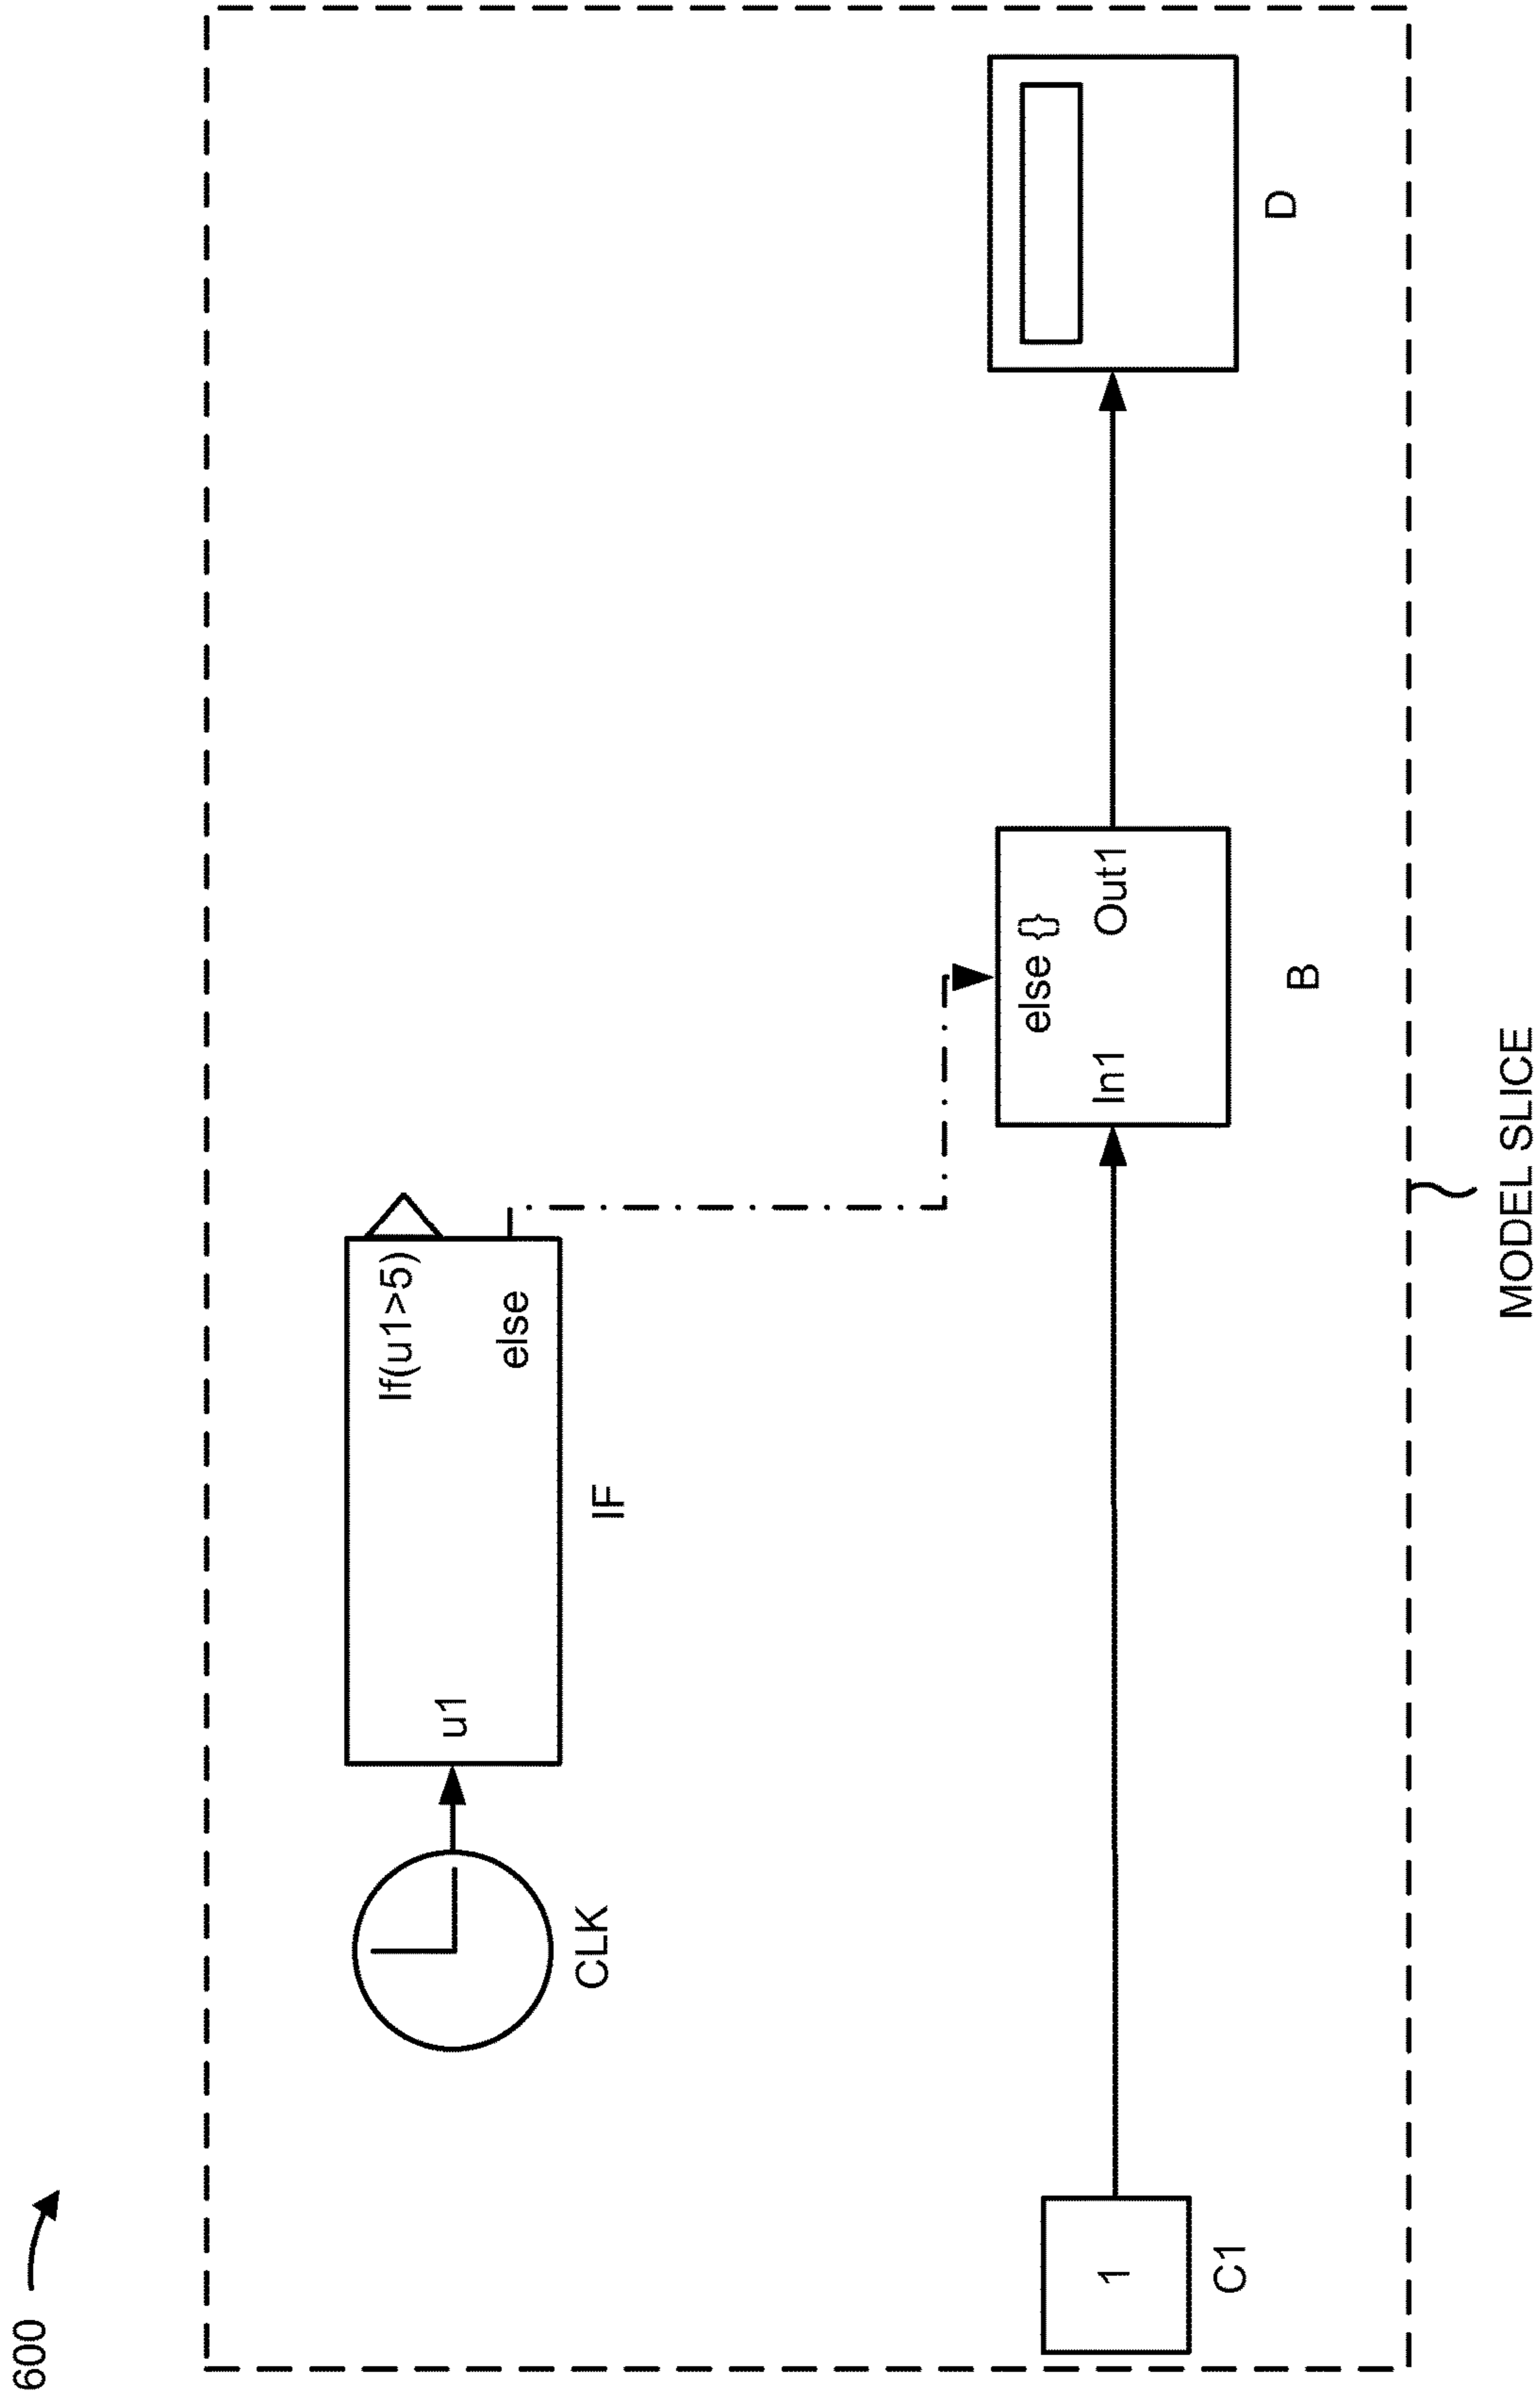 600
If(u1>5)
u1
else
IF
CLK
else {}
In1
Out1
B
D
1
C1
MODEL SLICE